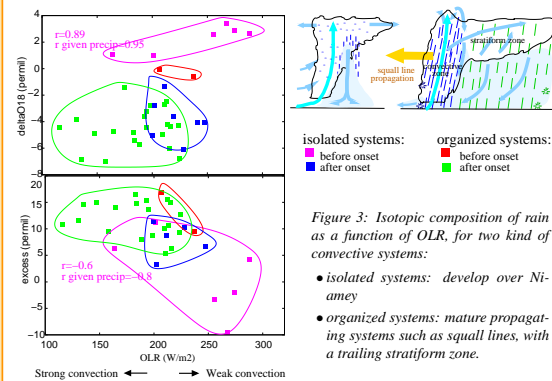 4
r=0.89
r given precip=0.95
2
0
−2
−4
−6
−8
deltaO18 (permil)
20
15
10
5
0
−5
−10
excess (permil)
r=−0.6
r given precip=−0.8
100
150
200
250
300
OLR (W/m2)
Strong convection
Weak convection
stratiform zone
convective
zone
squall line
propagation
isolated systems:
before onset
after onset
organized systems:
before onset
after onset
Figure 3: Isotopic composition of rain
as a function of OLR, for two kind of
convective systems:
• isolated systems: develop over Ni-
amey
• organized systems: mature propagat-
ing systems such as squall lines, with
a trailing stratiform zone.